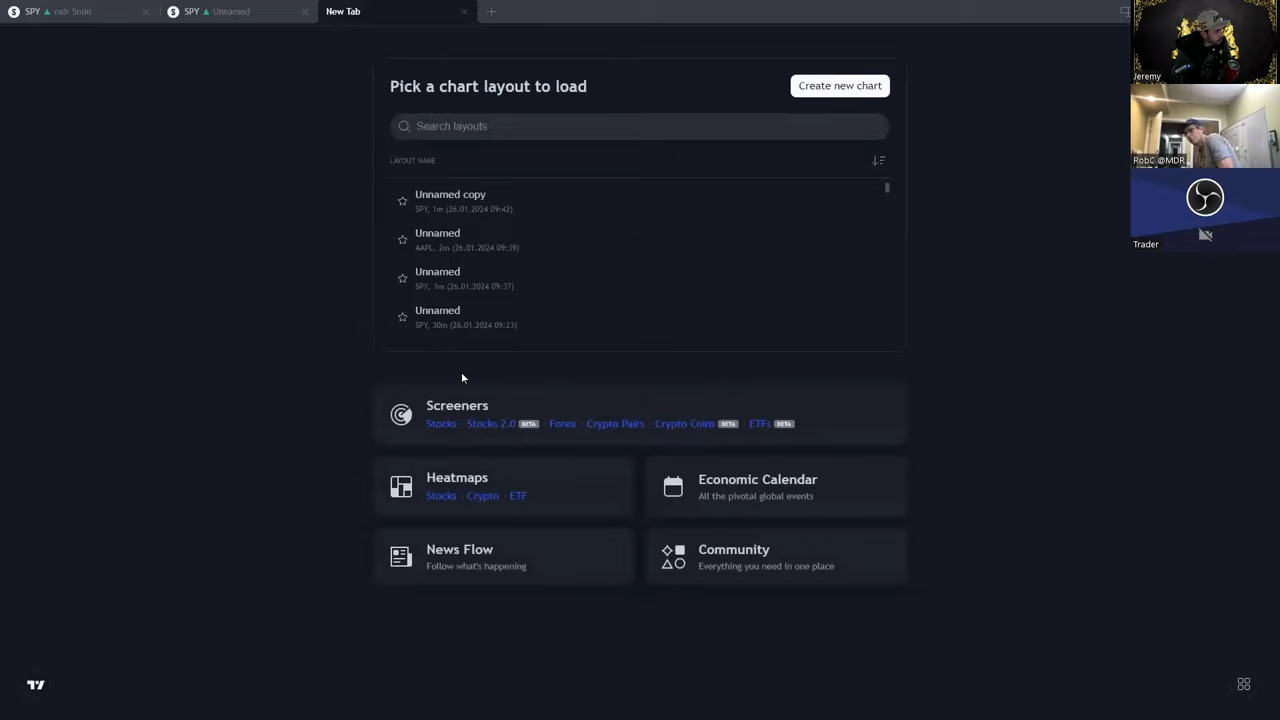 SPY mdr 5min
SPY Unnamed
New Tab
Pick a chart layout to load
Create new chart
Search layouts
LAYOUT NAME
Unnamed copy
SPY, 1m (26.01.2024 09:42)
Unnamed
AAPL, 2m (26.01.2024 09:39)
Unnamed
SPX, 1m (26.01.2024 09:37)
Unnamed
SPY, 30m (26.01.2024 09:23)
Screeners
Stocks · Stocks 2.0 BETA · Forex · Crypto Pairs · Crypto Coins BETA · ETFs BETA
Heatmaps
Stocks · Crypto · ETF
Economic Calendar
All the pivotal global events
News Flow
Follow what's happening
Community
Everything you need in one place
Jeremy
RobC @MDR
Trader